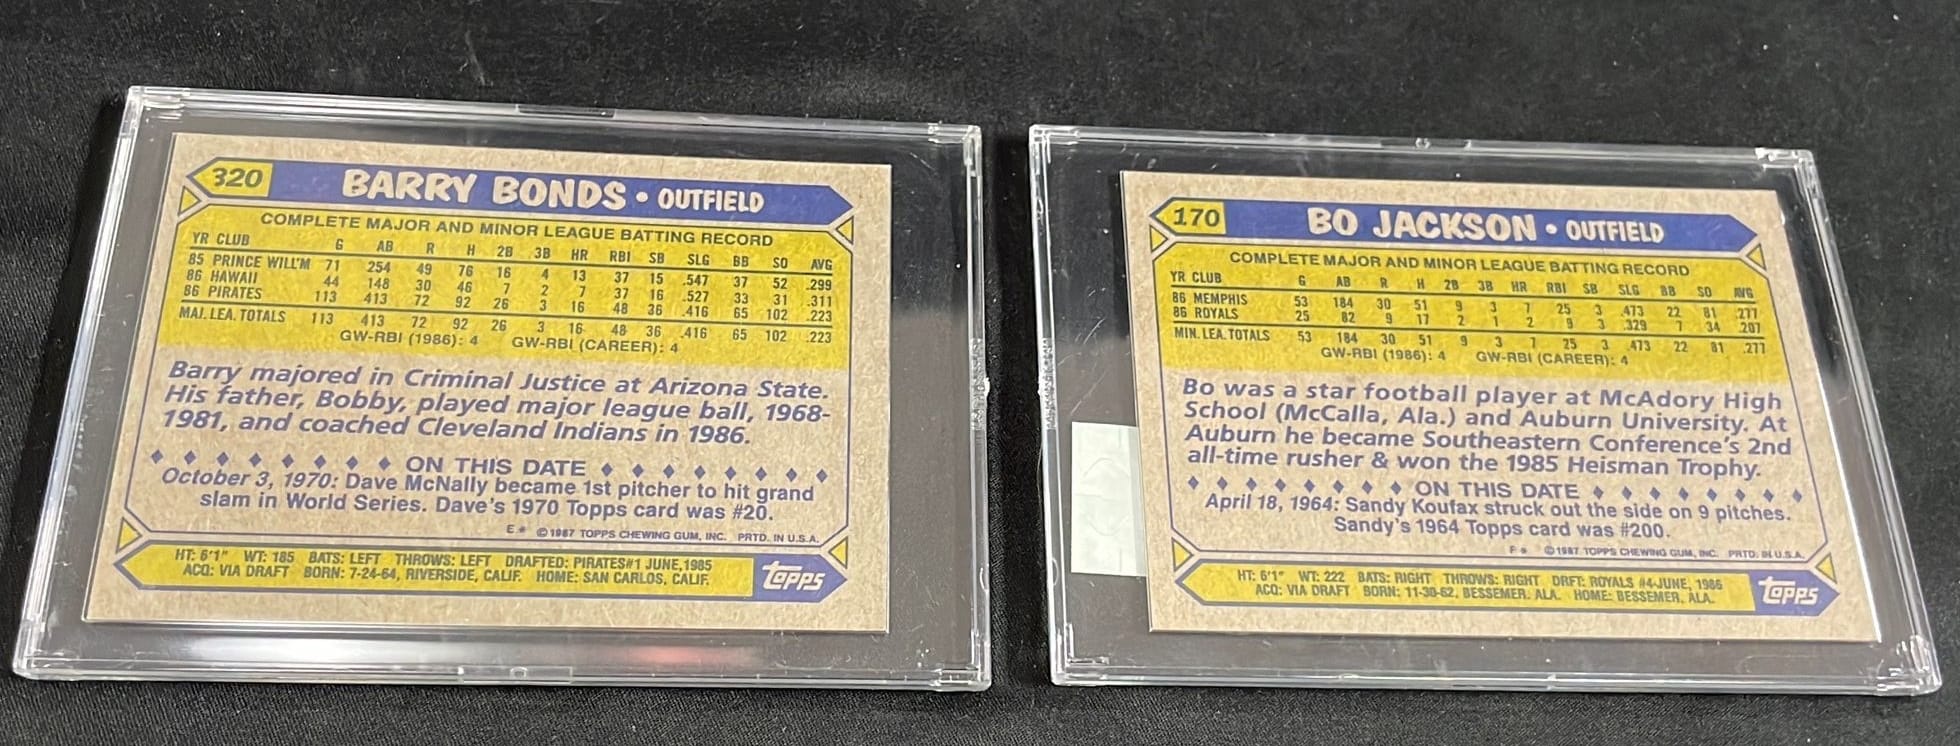 320 BARRY BONDS • OUTFIELD
COMPLETE MAJOR AND MINOR LEAGUE BATTING RECORD
YR CLUB G AB R H 2B 3B HR RBI SB SLG BB SO AVG
85 PRINCE WILL'M 71 254 49 76 16 4 13 37 15 .547 37 52 .299
86 HAWAII 44 148 30 46 7 2 7 37 16 .527 33 31 .311
86 PIRATES 113 413 72 92 26 3 16 48 36 .416 65 102 .223
MAJ. LEA. TOTALS 113 413 72 92 26 3 16 48 36 .416 65 102 .223
GW-RBI (1986): 4 GW-RBI (CAREER): 4
Barry majored in Criminal Justice at Arizona State.
His father, Bobby, played major league ball, 1968-
1981, and coached Cleveland Indians in 1986.
ON THIS DATE
October 3, 1970: Dave McNally became 1st pitcher to hit grand
slam in World Series. Dave's 1970 Topps card was #20.
E* ©1987 TOPPS CHEWING GUM, INC. PRTD. IN U.S.A.
HT: 6'1" WT: 185 BATS: LEFT THROWS: LEFT DRAFTED: PIRATES#1 JUNE,1985
ACQ: VIA DRAFT BORN: 7-24-64, RIVERSIDE, CALIF. HOME: SAN CARLOS, CALIF.
Topps
170 BO JACKSON • OUTFIELD
COMPLETE MAJOR AND MINOR LEAGUE BATTING RECORD
YR CLUB G AB R H 2B 3B HR RBI SB SLG BB SO AVG
86 MEMPHIS 53 184 30 51 9 3 7 25 3 .473 22 81 .277
86 ROYALS 25 82 9 17 2 1 2 9 3 .329 7 34 .207
MIN. LEA. TOTALS 53 184 30 51 9 3 7 25 3 .473 22 81 .277
GW-RBI (1986): 4 GW-RBI (CAREER): 4
Bo was a star football player at McAdory High
School (McCalla, Ala.) and Auburn University. At
Auburn he became Southeastern Conference's 2nd
all-time rusher & won the 1985 Heisman Trophy.
ON THIS DATE
April 18, 1964: Sandy Koufax struck out the side on 9 pitches.
Sandy's 1964 Topps card was #200.
F* ©1987 TOPPS CHEWING GUM, INC. PRTD. IN U.S.A.
HT: 6'1" WT: 222 BATS: RIGHT THROWS: RIGHT DRFT: ROYALS #4-JUNE, 1986
ACQ: VIA DRAFT BORN: 11-30-62, BESSEMER, ALA. HOME: BESSEMER, ALA.
Topps